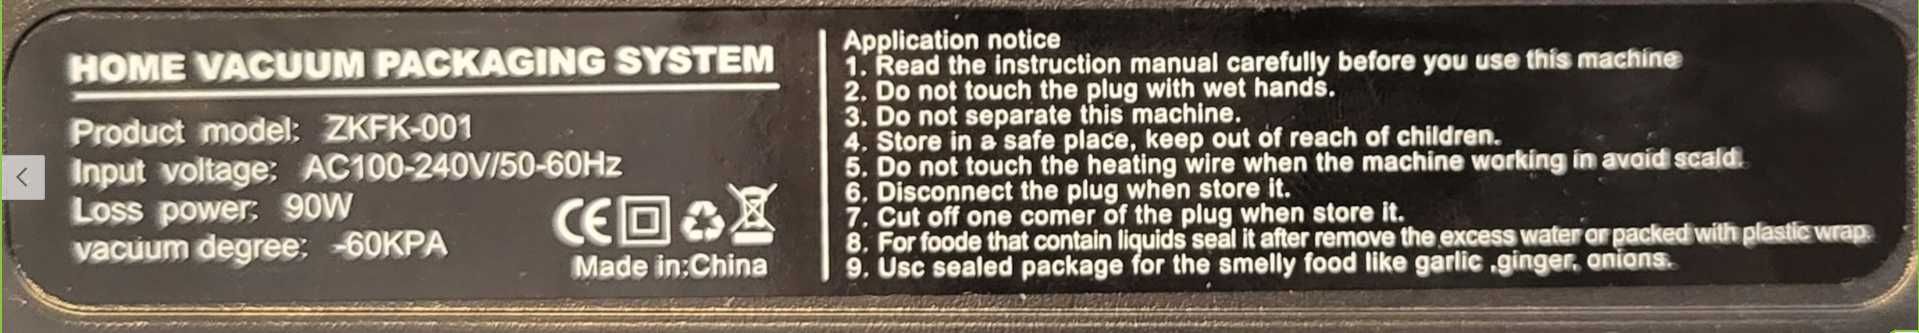 HOME VACUUM PACKAGING SYSTEM
Product model: ZKFK-001
Input voltage: AC100-240V/50-60Hz
Loss power: 90W
vacuum degree: -60KPA
CE
Made in:China
Application notice
1. Read the instruction manual carefully before you use this machine
2. Do not touch the plug with wet hands.
3. Do not separate this machine.
4. Store in a safe place, keep out of reach of children.
5. Do not touch the heating wire when the machine working in avoid scald.
6. Disconnect the plug when store it.
7. Cut off one comer of the plug when store it.
8. For foode that contain liquids seal it after remove the excess water or packed with plastic wrap.
9. Usc sealed package for the smelly food like garlic ,ginger, onions.